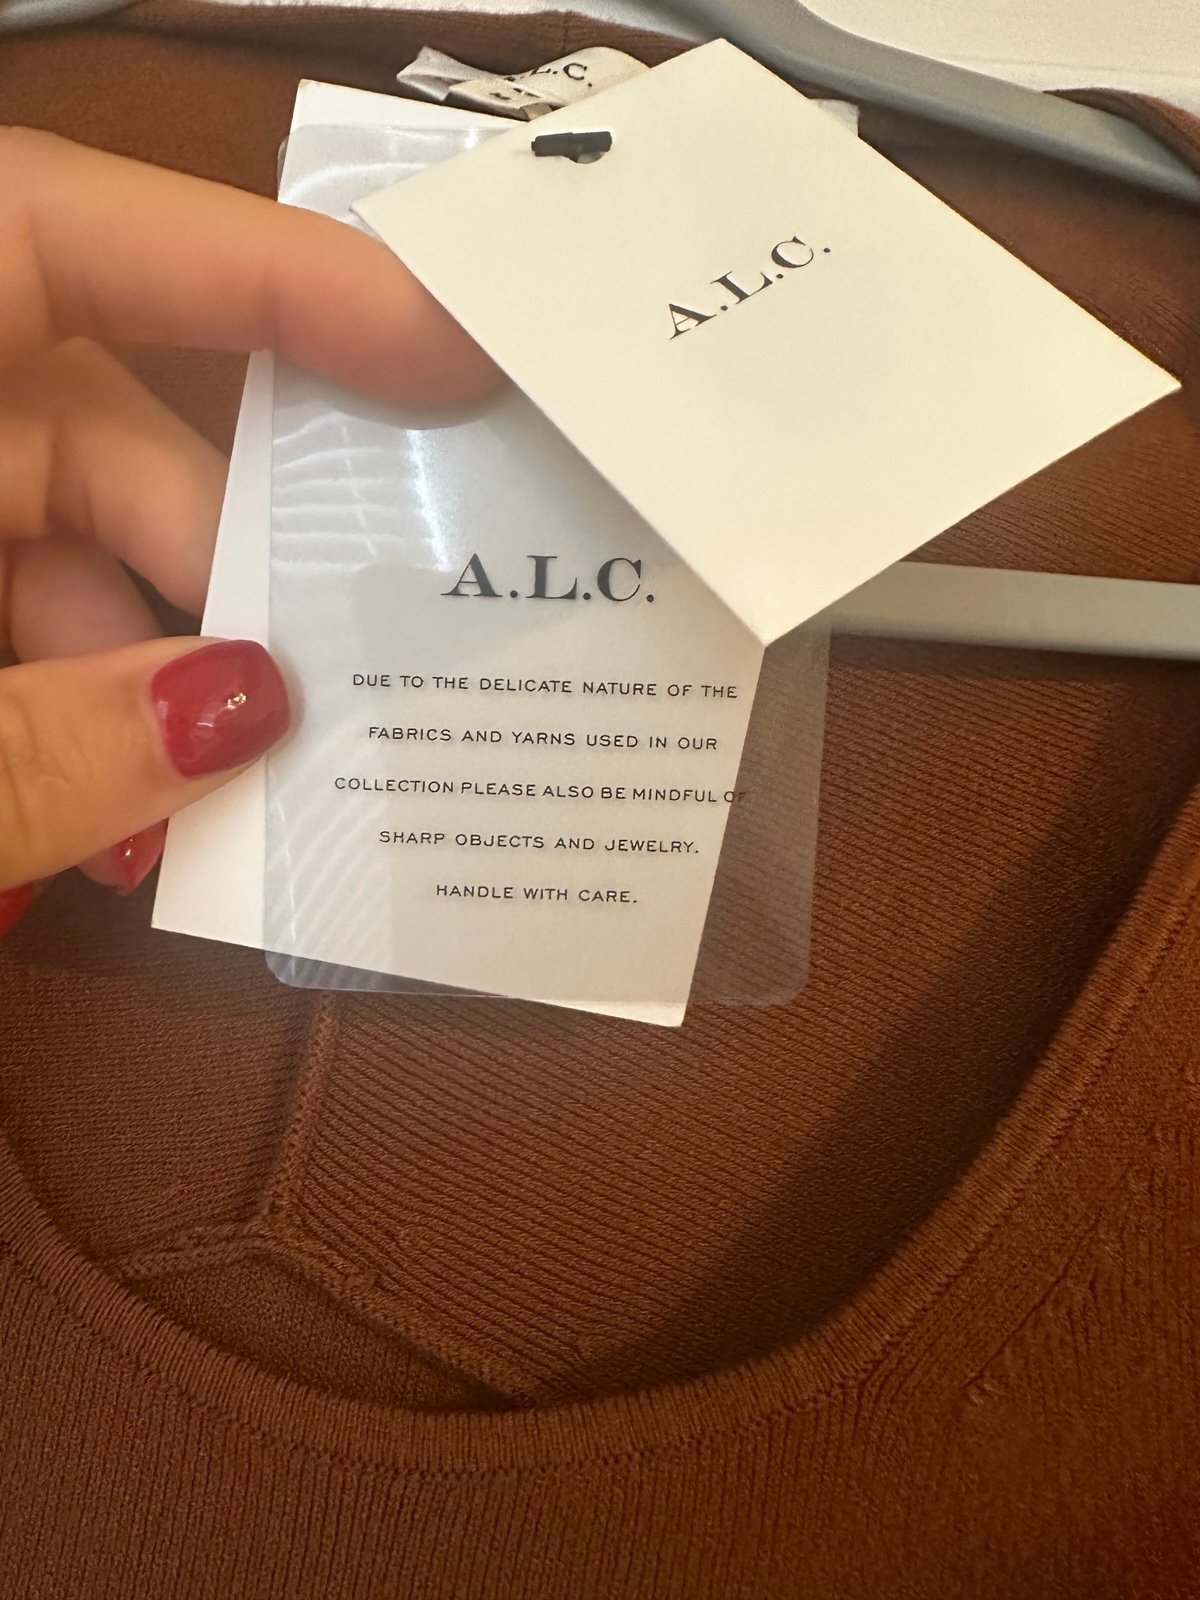 A.L.C.
A.L.C.
A.L.C.
DUE TO THE DELICATE NATURE OF THE
FABRICS AND YARNS USED IN OUR
COLLECTION PLEASE ALSO BE MINDFUL OF
SHARP OBJECTS AND JEWELRY.
HANDLE WITH CARE.